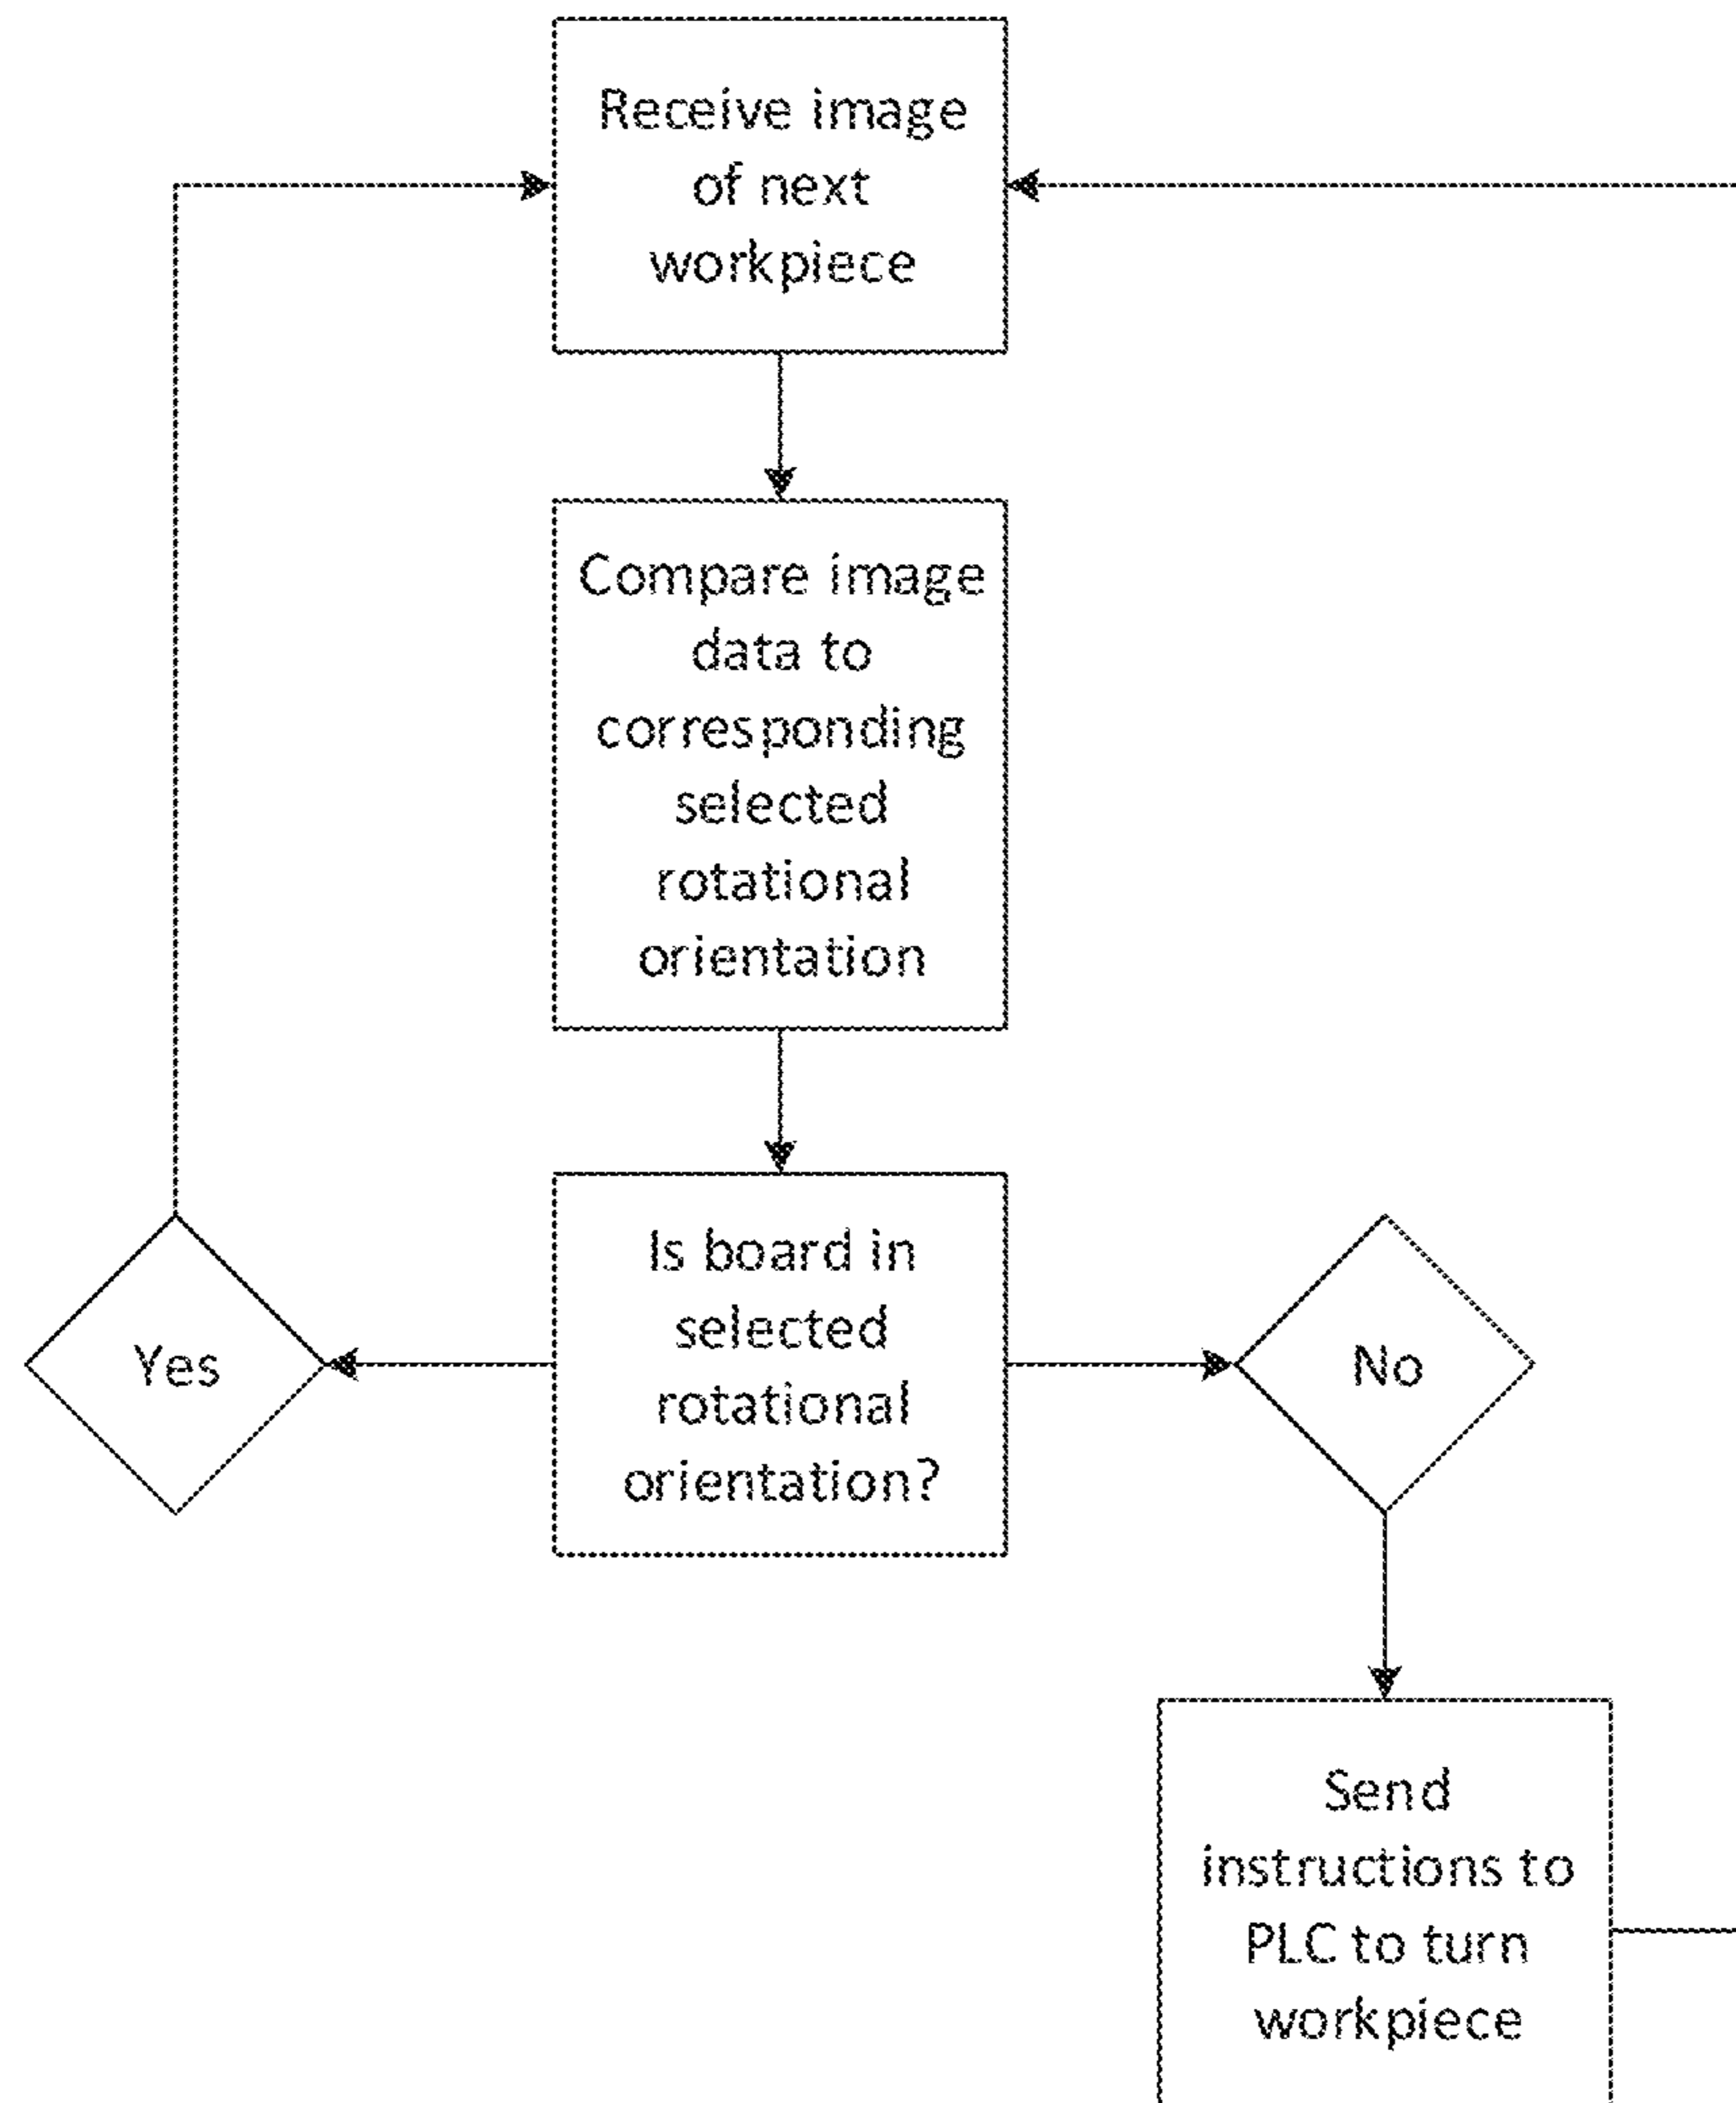 Receive image
of next
workpiece
Compare image
data to
corresponding
selected
rotational
orientation
Is board in
selected
rotational
orientation?
Yes
No
Send
instructions to
PLC to turn
workpiece